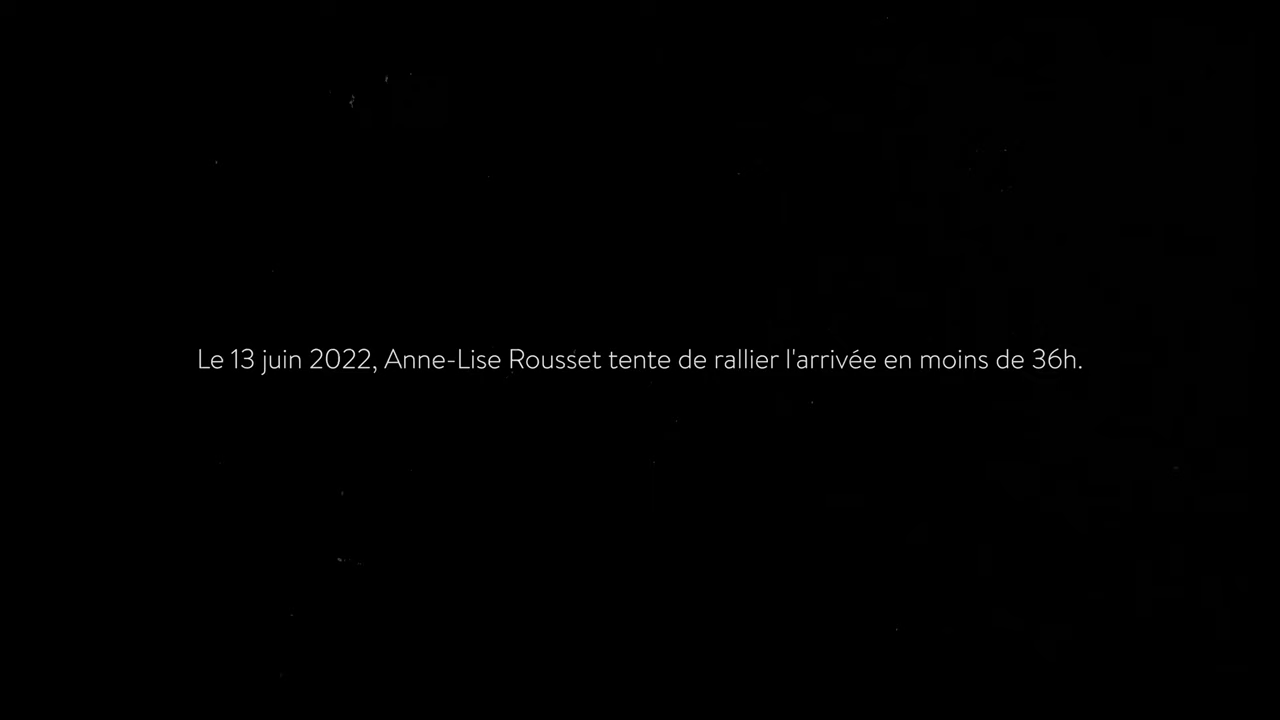 Le 13 juin 2022, Anne-Lise Rousset tente de rallier l'arrivée en moins de 36h.